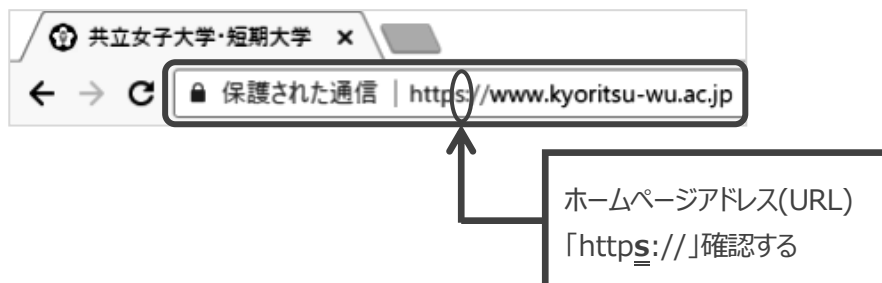 共立女子大学・短期大学 ×
保護された通信 | https://www.kyoritsu-wu.ac.jp
ホームページアドレス(URL)
「https://」確認する